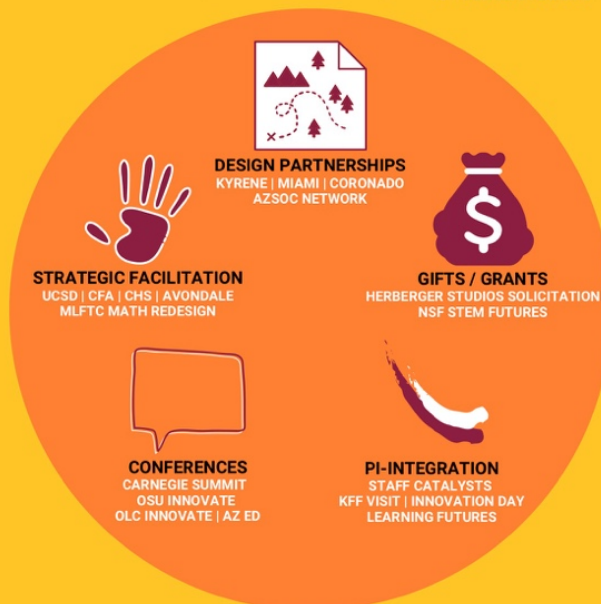 DESIGN PARTNERSHIPS
KYRENE | MIAMI | CORONADO
AZSOC NETWORK
STRATEGIC FACILITATION
UCSD | CFA | CHS | AVONDALE
MLFTC MATH REDESIGN
$
GIFTS / GRANTS
HERBERGER STUDIOS SOLICITATION
NSF STEM FUTURES
CONFERENCES
CARNEGIE SUMMIT
OSU INNOVATE
OLC INNOVATE | AZ ED
PI-INTEGRATION
STAFF CATALYSTS
KFF VISIT | INNOVATION DAY
LEARNING FUTURES